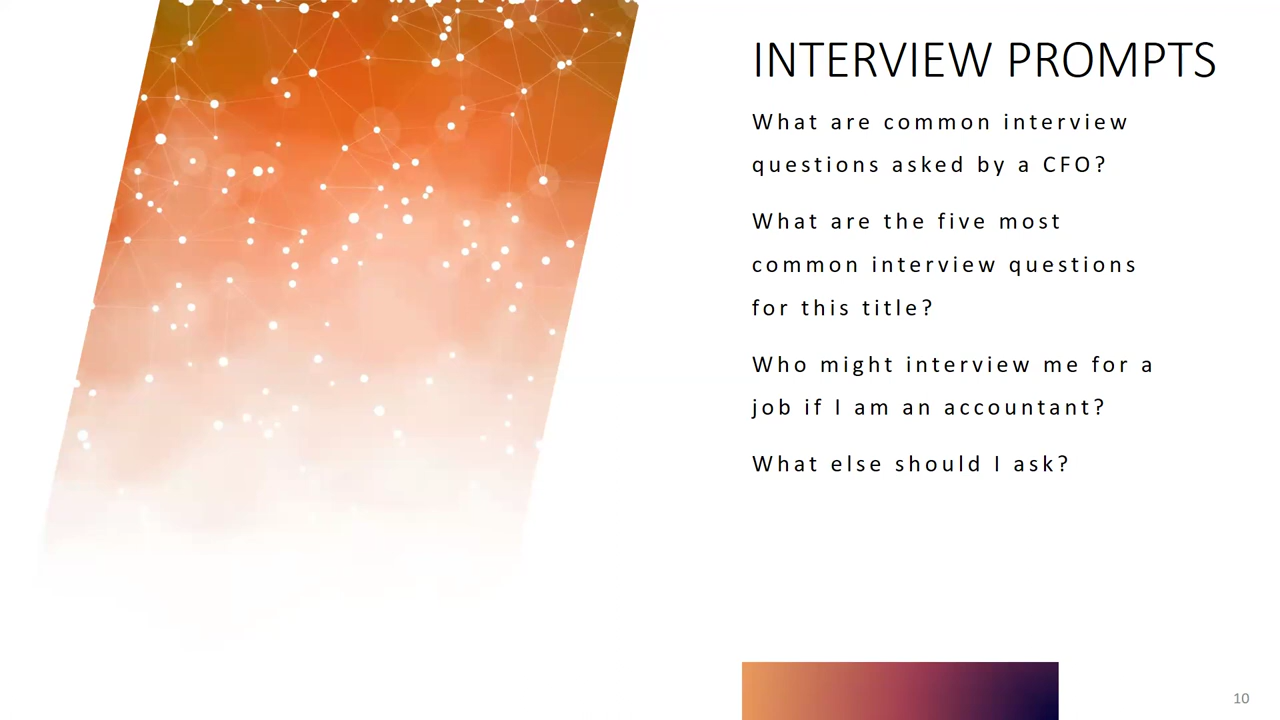 INTERVIEW PROMPTS
What are common interview
questions asked by a CFO?
What are the five most
common interview questions
for this title?
Who might interview me for a
job if I am an accountant?
What else should I ask?
10